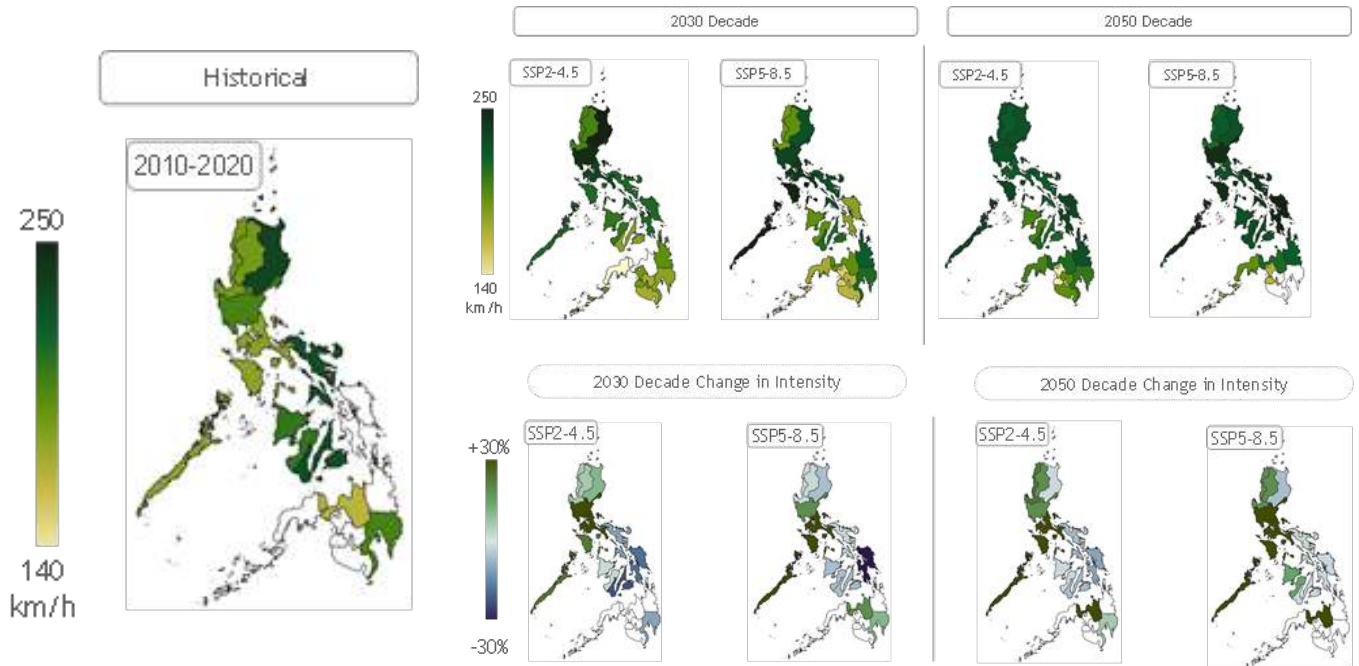 Historical
2010-2020
250
140
km/h
2030 Decade
2050 Decade
SSP2-4.5
SSP5-8.5
SSP2-4.5
SSP5-8.5
250
140
km/h
2030 Decade Change in Intensity
2050 Decade Change in Intensity
SSP2-4.5
SSP5-8.5
SSP2-4.5
SSP5-8.5
+30%
-30%